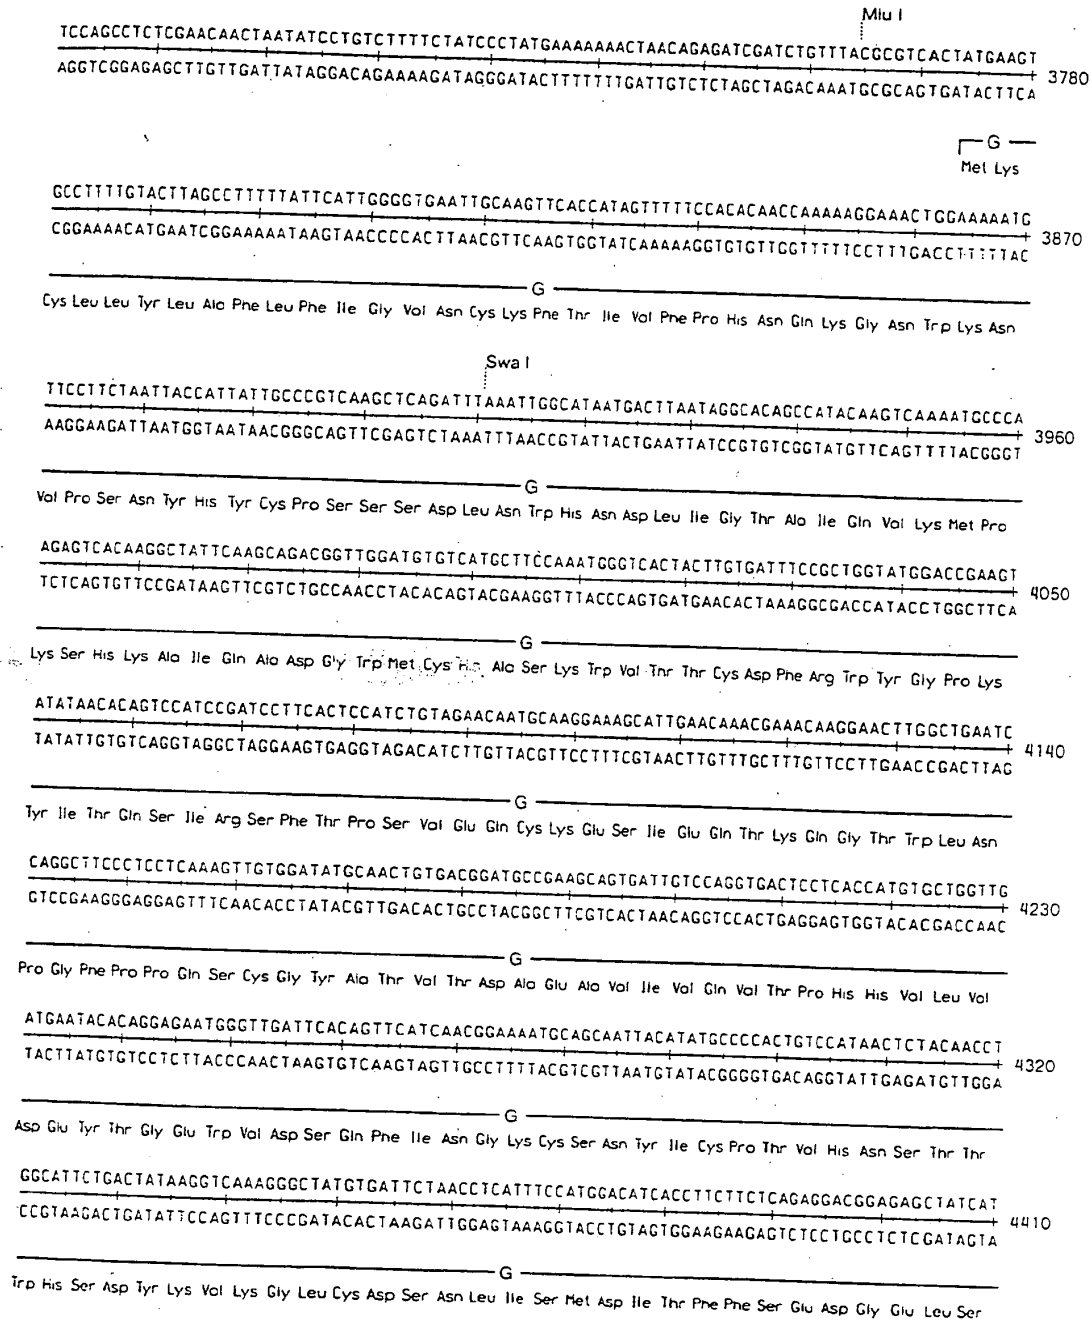 Mlu I
TCCAGCCTCTCGAACAACTAATATCCTGTCTTTTCTATCCCTATGAAAAAAACTAACAGAGATCGATCTGTTTACGCGTCACTATGAAGT
3780
AGGTCGGAGAGCTTGTTGATTATAGGACAGAAAAGATAGGGATACTTTTTTTGATTGTCTCTAGCTAGACAAATGCGCAGTGATACTTCA
G
Met Lys
GCCTTTTGTACTTAGCCTTTTTATTCATTGGGGTGAATTGCAAGTTCACCATAGTTTTTCCACACAACCAAAAAGGAAACTGGAAAAATG
3870
CGGAAAACATGAATCGGAAAAATAAGTAACCCCACTTAACGTTCAAGTGGTATCAAAAAGGTGTGTTGGTTTTTCCTTTGACCTTTTTAC
G
Cys Leu Leu Tyr Leu Ala Phe Leu Phe Ile Gly Val Asn Cys Lys Phe Thr Ile Val Phe Pro His Asn Gln Lys Gly Asn Trp Lys Asn
Swa I
TTCCTTCTAATTACCATTATTGCCCGTCAAGCTCAGATTTAAATTGGCATAATGACTTAATAGGCACAGCCATACAAGTCAAAATGCCCA
3960
AAGGAAGATTAATGGTAATAACGGGCAGTTCGAGTCTAAATTTAACCGTATTACTGAATTATCCGTGTCGGTATGTTCAGTTTTACGGGT
G
Val Pro Ser Asn Tyr His Tyr Cys Pro Ser Ser Ser Asp Leu Asn Trp His Asn Asp Leu Ile Gly Thr Ala Ile Gln Val Lys Met Pro
AGAGTCACAAGGCTATTCAAGCAGACGGTTGGATGTGTCATGCTTCCAAATGGGTCACTACTTGTGATTTCCGCTGGTATGGACCGAAGT
4050
TCTCAGTGTTCCGATAAGTTCGTCTGCCAACCTACACAGTACGAAGGTTTACCCAGTGATGAACACTAAAGGCGACCATACCTGGCTTCA
G
Lys Ser His Lys Ala Ile Gln Ala Asp Gly Trp Met Cys His Ala Ser Lys Trp Val Thr Thr Cys Asp Phe Arg Trp Tyr Gly Pro Lys
ATATAACACAGTCCATCCGATCCTTCACTCCATCTGTAGAACAATGCAAGGAAAGCATTGAACAAACGAAACAAGGAACTTGGCTGAATC
4140
TATATTGTGTCAGGTAGGCTAGGAAGTGAGGTAGACATCTTGTTACGTTCCTTTCGTAACTTGTTTGCTTTGTTCCTTGAACCGACTTAG
G
Tyr Ile Thr Gln Ser Ile Arg Ser Phe Thr Pro Ser Val Glu Gln Cys Lys Glu Ser Ile Glu Gln Thr Lys Gln Gly Thr Trp Leu Asn
CAGGCTTCCCTCCTCAAAGTTGTGGATATGCAACTGTGACGGATGCCGAAGCAGTGATTGTCCAGGTGACTCCTCACCATGTGCTGGTTG
4230
GTCCGAAGGGAGGAGTTTCAACACCTATACGTTGACACTGCCTACGGCTTCGTCACTAACAGGTCCACTGAGGAGTGGTACACGACCAAC
G
Pro Gly Phe Pro Pro Gln Ser Cys Gly Tyr Ala Thr Val Thr Asp Ala Glu Ala Val Ile Val Gln Val Thr Pro His His Val Leu Val
ATGAATACACAGGAGAATGGGTTGATTCACAGTTCATCAACGGAAAATGCAGCAATTACATATGCCCCACTGTCCATAACTCTACAACCT
4320
TACTTATGTGTCCTCTTACCCAACTAAGTGTCAAGTAGTTGCCTTTTACGTCGTTAATGTATACGGGGTGACAGGTATTGAGATGTTGGA
G
Asp Glu Tyr Thr Gly Glu Trp Val Asp Ser Gln Phe Ile Asn Gly Lys Cys Ser Asn Tyr Ile Cys Pro Thr Val His Asn Ser Thr Thr
GGCATTCTGACTATAAGGTCAAAGGGCTATGTGATTCTAACCTCATTTCCATGGACATCACCTTCTTCTCAGAGGACGGAGAGCTATCAT
4410
CCGTAAGACTGATATTCCAGTTTCCCGATACACTAAGATTGGAGTAAAGGTACCTGTAGTGGAAGAAGAGTCTCCTGCCTCTCGATAGTA
G
Trp His Ser Asp Tyr Lys Val Lys Gly Leu Cys Asp Ser Asn Leu Ile Ser Met Asp Ile Thr Phe Phe Ser Glu Asp Gly Glu Leu Ser